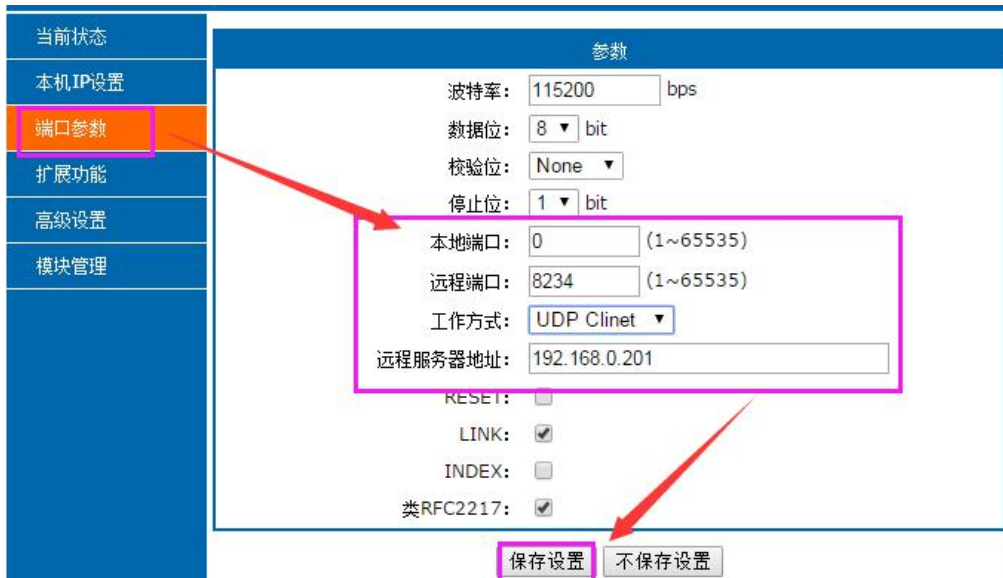 当前状态
本机IP设置
端口参数
扩展功能
高级设置
模块管理
参数
波特率： 115200 bps
数据位： 8 bit
校验位： None
停止位： 1 bit
本地端口： 0 (1~65535)
远程端口： 8234 (1~65535)
工作方式： UDP Clinet
远程服务器地址： 192.168.0.201
RESET：
LINK：
INDEX：
类RFC2217：
保存设置 不保存设置